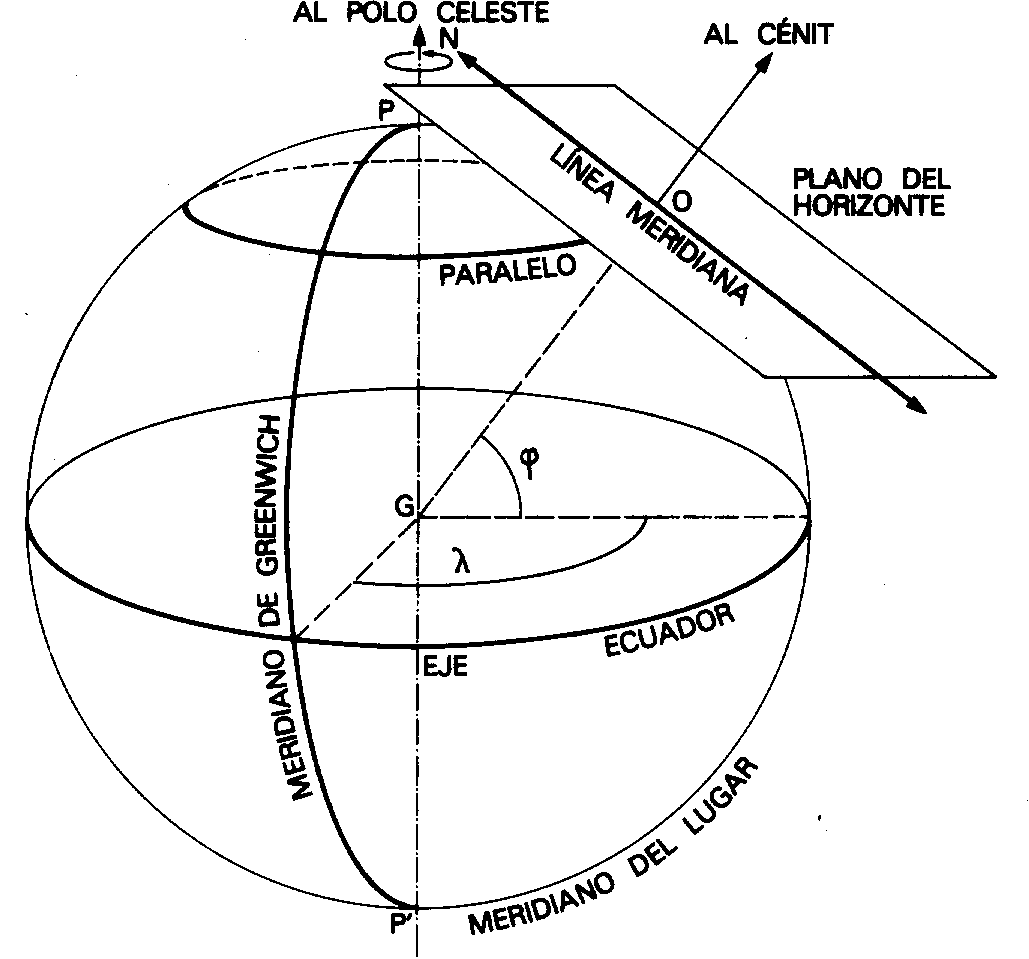 AL POLO CELESTE
N
AL CÉNIT
P
LÍNEA MERIDIANA
O
PLANO DEL
HORIZONTE
PARALELO
MERIDIANO DE GREENWICH
φ
G
λ
ECUADOR
EJE
MERIDIANO DEL LUGAR
P'